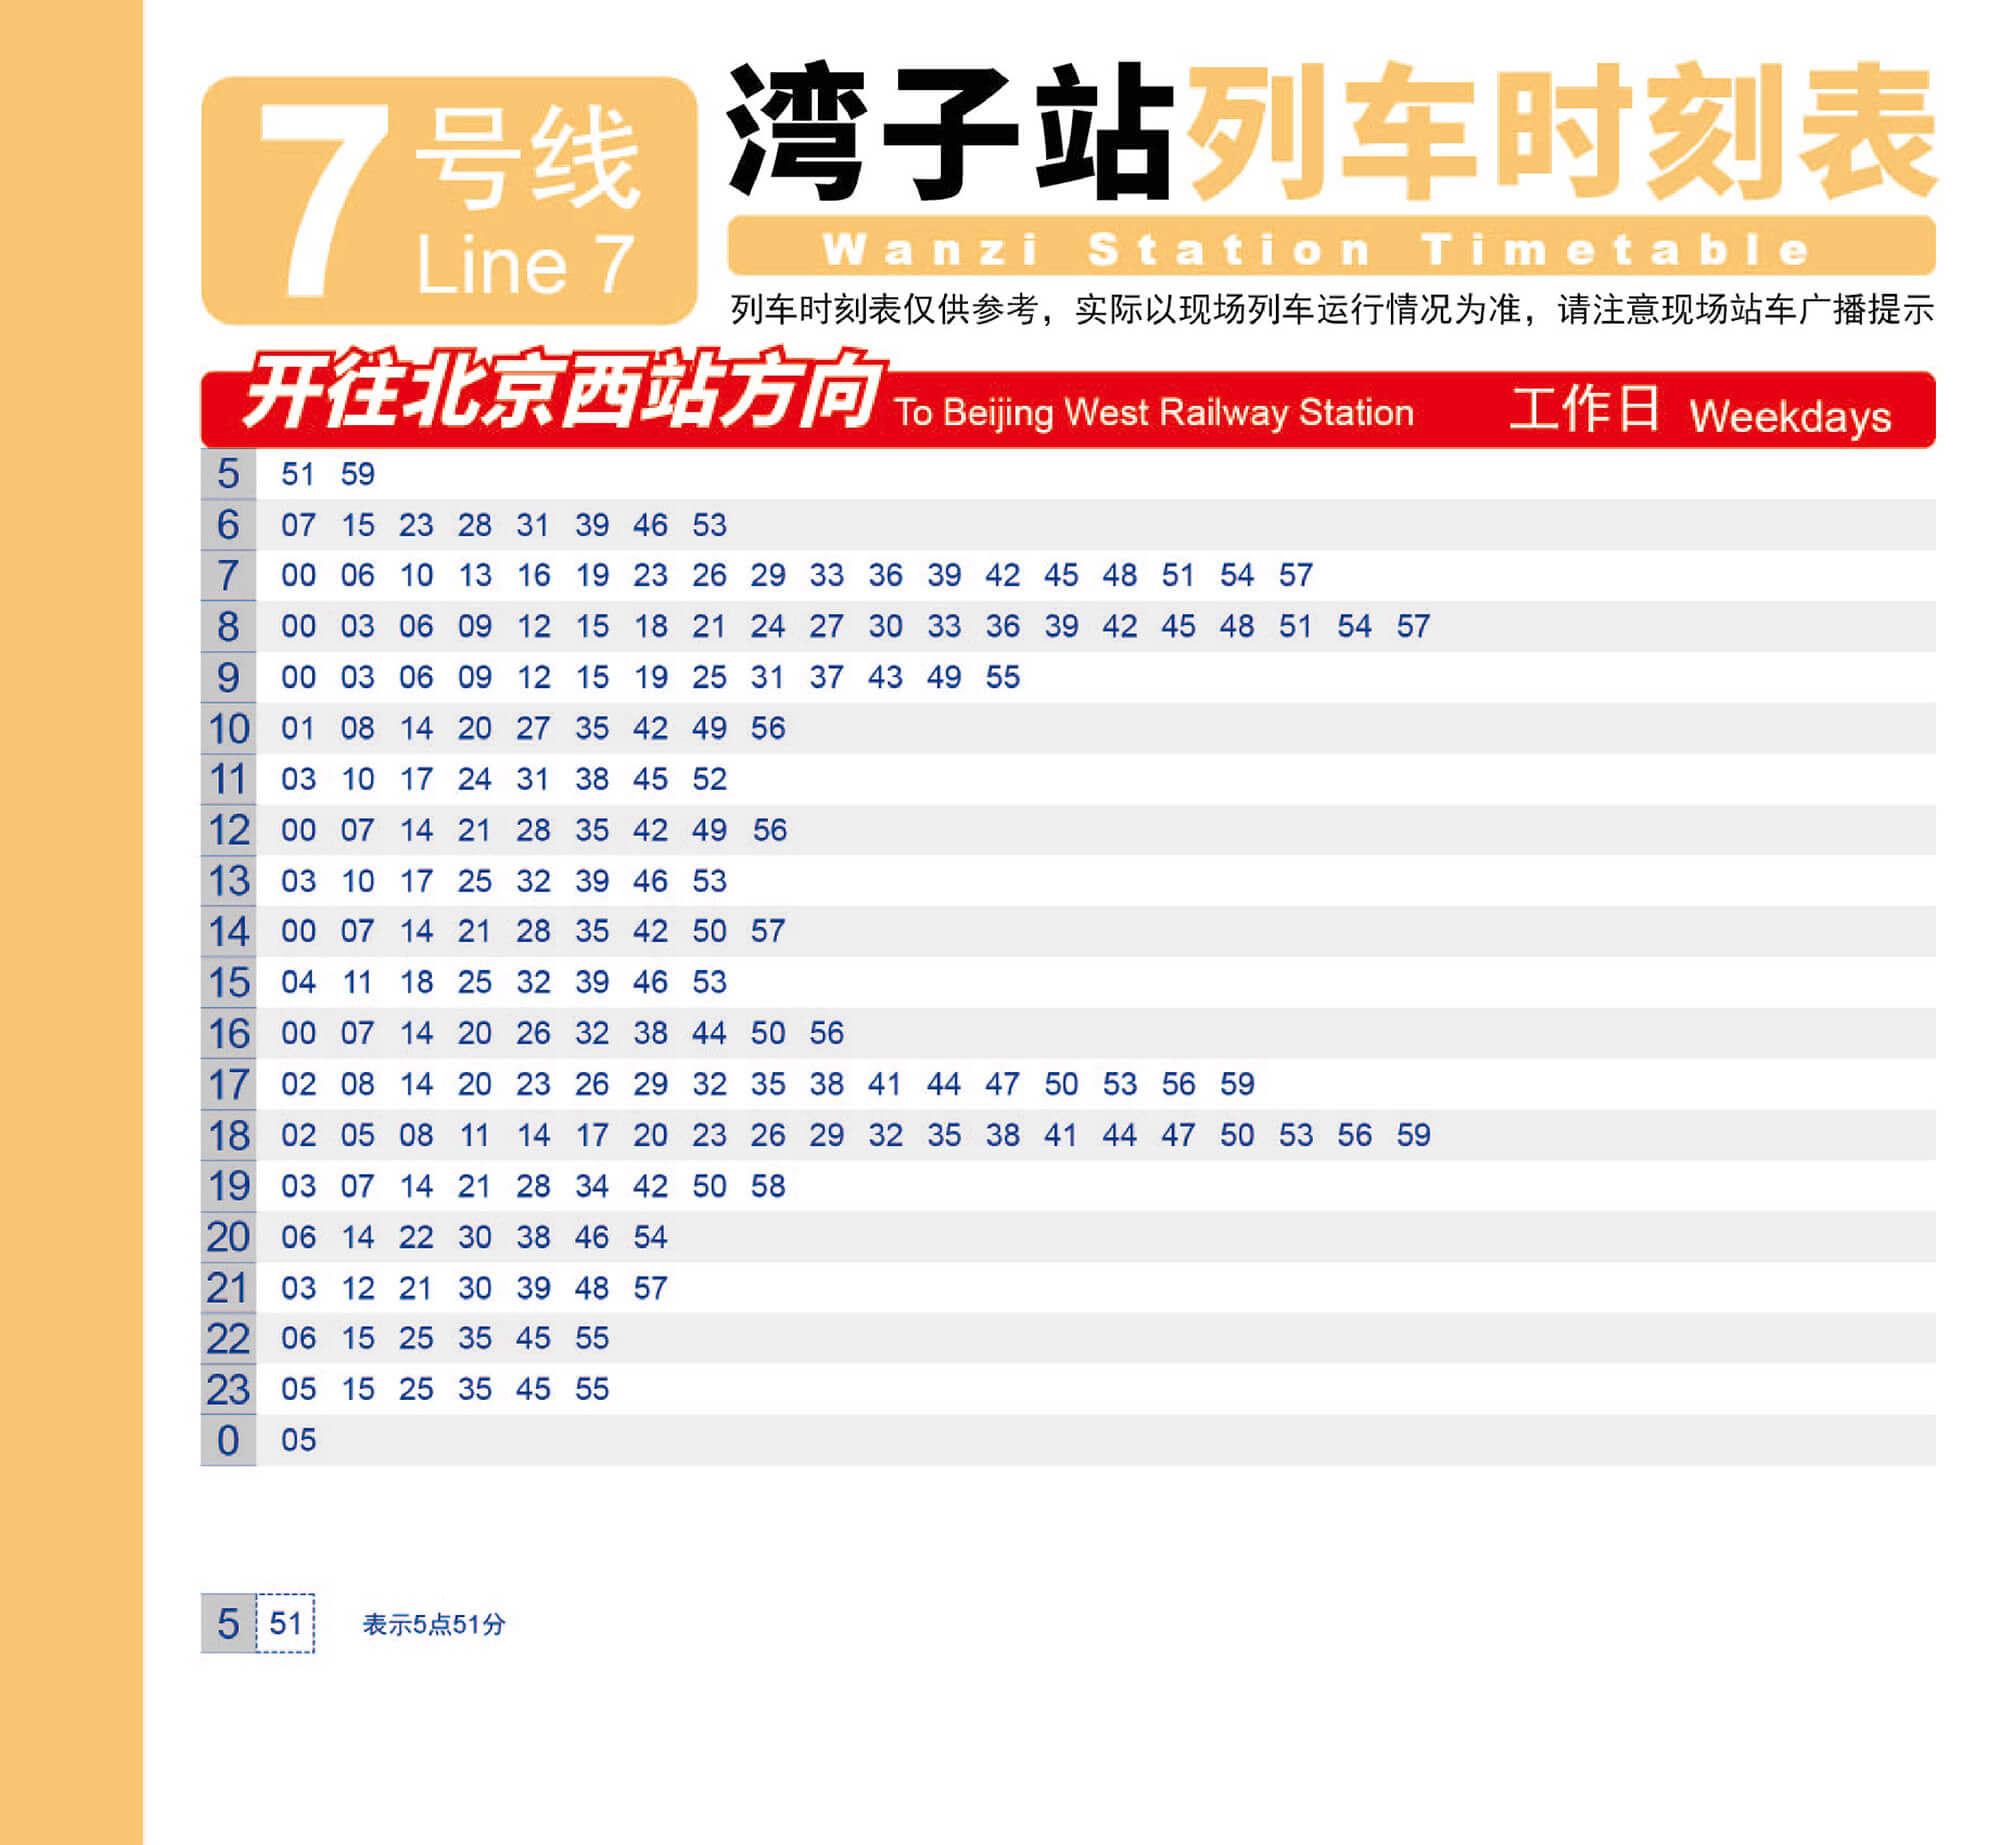 7 号线
Line 7
湾子站列车时刻表
Wanzi Station Timetable
列车时刻表仅供参考，实际以现场列车运行情况为准，请注意现场站车广播提示
开往北京西站方向 To Beijing West Railway Station 工作日 Weekdays
5 51 59
6 07 15 23 28 31 39 46 53
7 00 06 10 13 16 19 23 26 29 33 36 39 42 45 48 51 54 57
8 00 03 06 09 12 15 18 21 24 27 30 33 36 39 42 45 48 51 54 57
9 00 03 06 09 12 15 19 25 31 37 43 49 55
10 01 08 14 20 27 35 42 49 56
11 03 10 17 24 31 38 45 52
12 00 07 14 21 28 35 42 49 56
13 03 10 17 25 32 39 46 53
14 00 07 14 21 28 35 42 50 57
15 04 11 18 25 32 39 46 53
16 00 07 14 20 26 32 38 44 50 56
17 02 08 14 20 23 26 29 32 35 38 41 44 47 50 53 56 59
18 02 05 08 11 14 17 20 23 26 29 32 35 38 41 44 47 50 53 56 59
19 03 07 14 21 28 34 42 50 58
20 06 14 22 30 38 46 54
21 03 12 21 30 39 48 57
22 06 15 25 35 45 55
23 05 15 25 35 45 55
0 05
5 51 表示5点51分